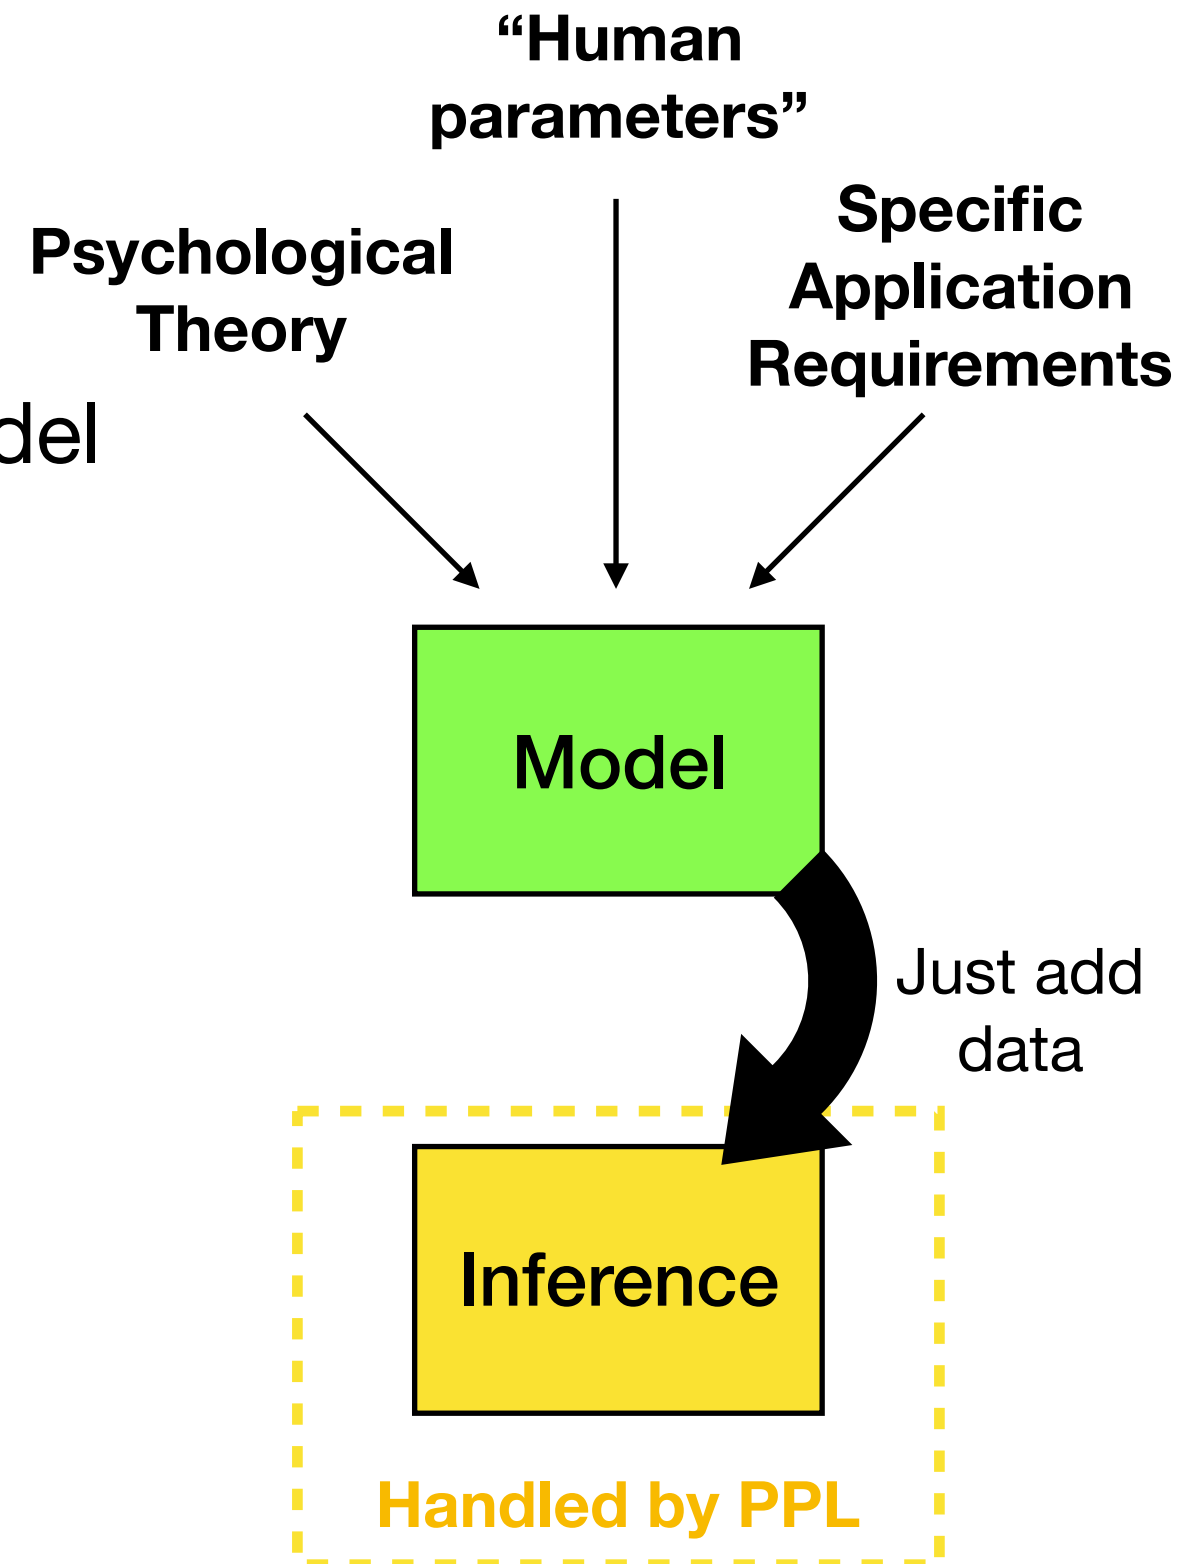 “Human
parameters”
Psychological
Theory
Specific
Application
Requirements
del
Model
Just add
data
Inference
Handled by PPL